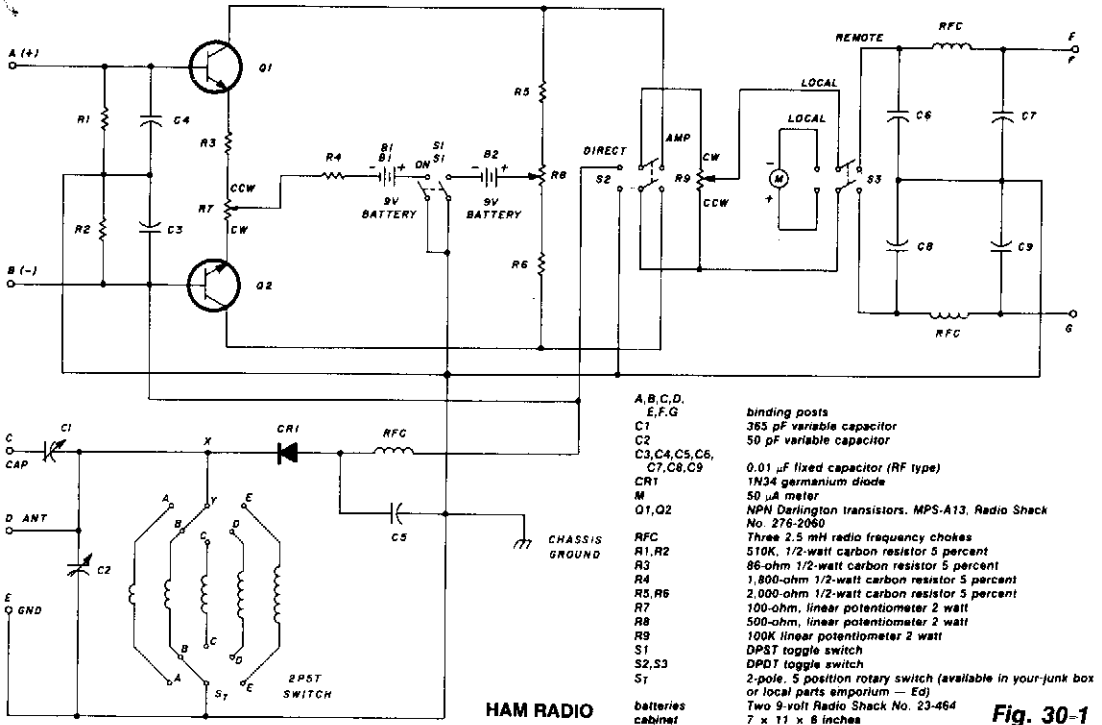 A (+)
Q1
R1
C4
R3
CCW
R7
CW
R2
C3
B (-)
Q2
R4
B1
B1
9V
BATTERY
S1
S1
ON
B2
9V
BATTERY
R5
R8
R6
DIRECT
S2
AMP
CW
R9
CCW
LOCAL
LOCAL
M
REMOTE
S3
RFC
F
F
C6
C7
C8
C9
RFC
G
C
CAP
C1
X
CR1
RFC
D ANT
C2
C5
CHASSIS
GROUND
E
GND
A
B
Y
C
D
E
A
B
C
D
E
ST
2P5T
SWITCH
A,B,C,D,
E,F,G binding posts
C1 365 pF variable capacitor
C2 50 pF variable capacitor
C3,C4,C5,C6,
C7,C8,C9 0.01 µF fixed capacitor (RF type)
CR1 1N34 germanium diode
M 50 µA meter
Q1,Q2 NPN Darlington transistors. MPS-A13, Radio Shack
No. 276-2060
RFC Three 2.5 mH radio frequency chokes
R1,R2 510K, 1/2-watt carbon resistor 5 percent
R3 86-ohm 1/2-watt carbon resistor 5 percent
R4 1,800-ohm 1/2-watt carbon resistor 5 percent
R5,R6 2,000-ohm 1/2-watt carbon resistor 5 percent
R7 100-ohm, linear potentiometer 2 watt
R8 500-ohm, linear potentiometer 2 watt
R9 100K linear potentiometer 2 watt
S1 DPST toggle switch
S2,S3 DPDT toggle switch
ST 2-pole, 5 position rotary switch (available in your junk box
or local parts emporium — Ed)
batteries Two 9-volt Radio Shack No. 23-464
cabinet 7 x 11 x 6 inches
HAM RADIO
Fig. 30-1